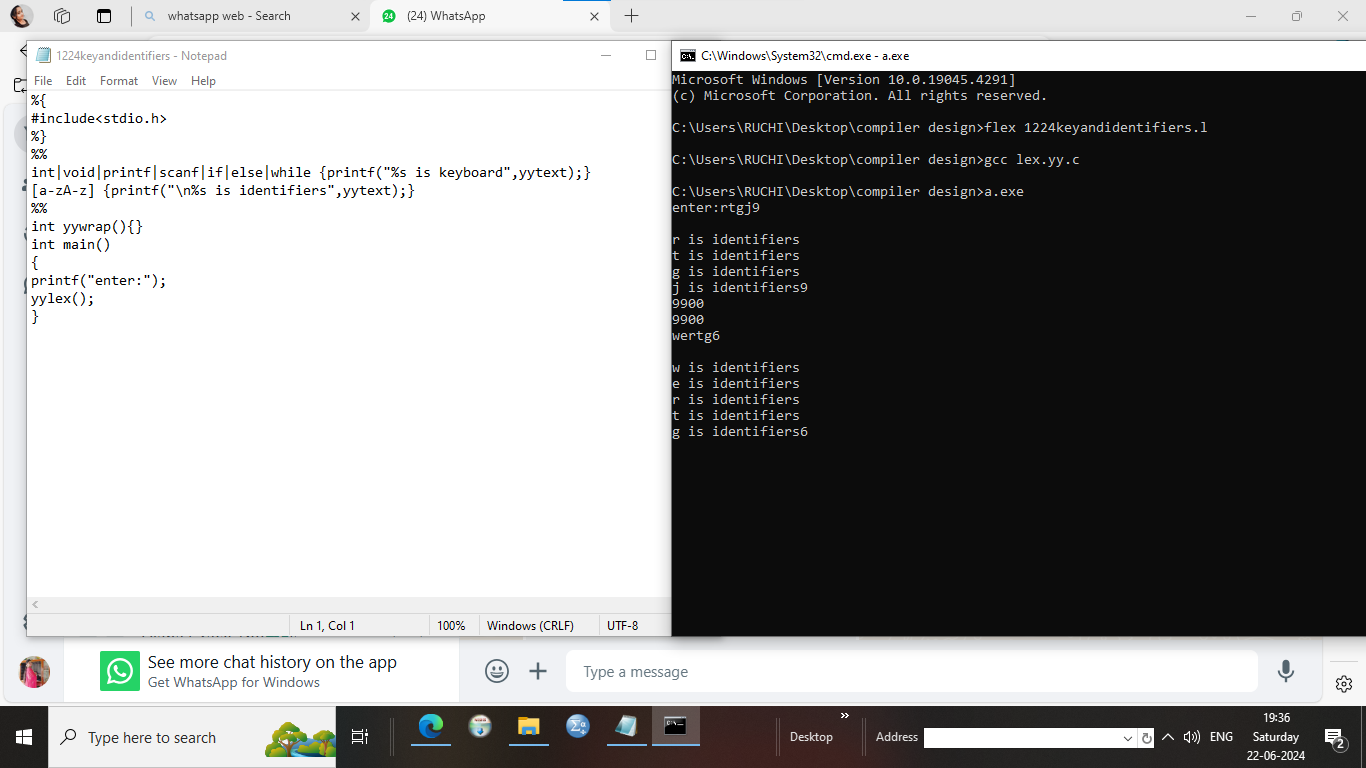 whatsapp web - Search
(24) WhatsApp
1224keyandidentifiers - Notepad
File Edit Format View Help
%{
#include<stdio.h>
%}
%%
int|void|printf|scanf|if|else|while {printf("%s is keyboard",yytext);}
[a-zA-z] {printf("\n%s is identifiers",yytext);}
%%
int yywrap(){}
int main()
{
printf("enter:");
yylex();
}
Ln 1, Col 1 100% Windows (CRLF) UTF-8
C:\Windows\System32\cmd.exe - a.exe
Microsoft Windows [Version 10.0.19045.4291]
(c) Microsoft Corporation. All rights reserved.
C:\Users\RUCHI\Desktop\compiler design>flex 1224keyandidentifiers.l
C:\Users\RUCHI\Desktop\compiler design>gcc lex.yy.c
C:\Users\RUCHI\Desktop\compiler design>a.exe
enter:rtgj9
r is identifiers
t is identifiers
g is identifiers
j is identifiers9
9900
9900
wertg6
w is identifiers
e is identifiers
r is identifiers
t is identifiers
g is identifiers6
See more chat history on the app
Get WhatsApp for Windows
Type a message
Type here to search
Desktop
Address
ENG
19:36
Saturday
22-06-2024
2